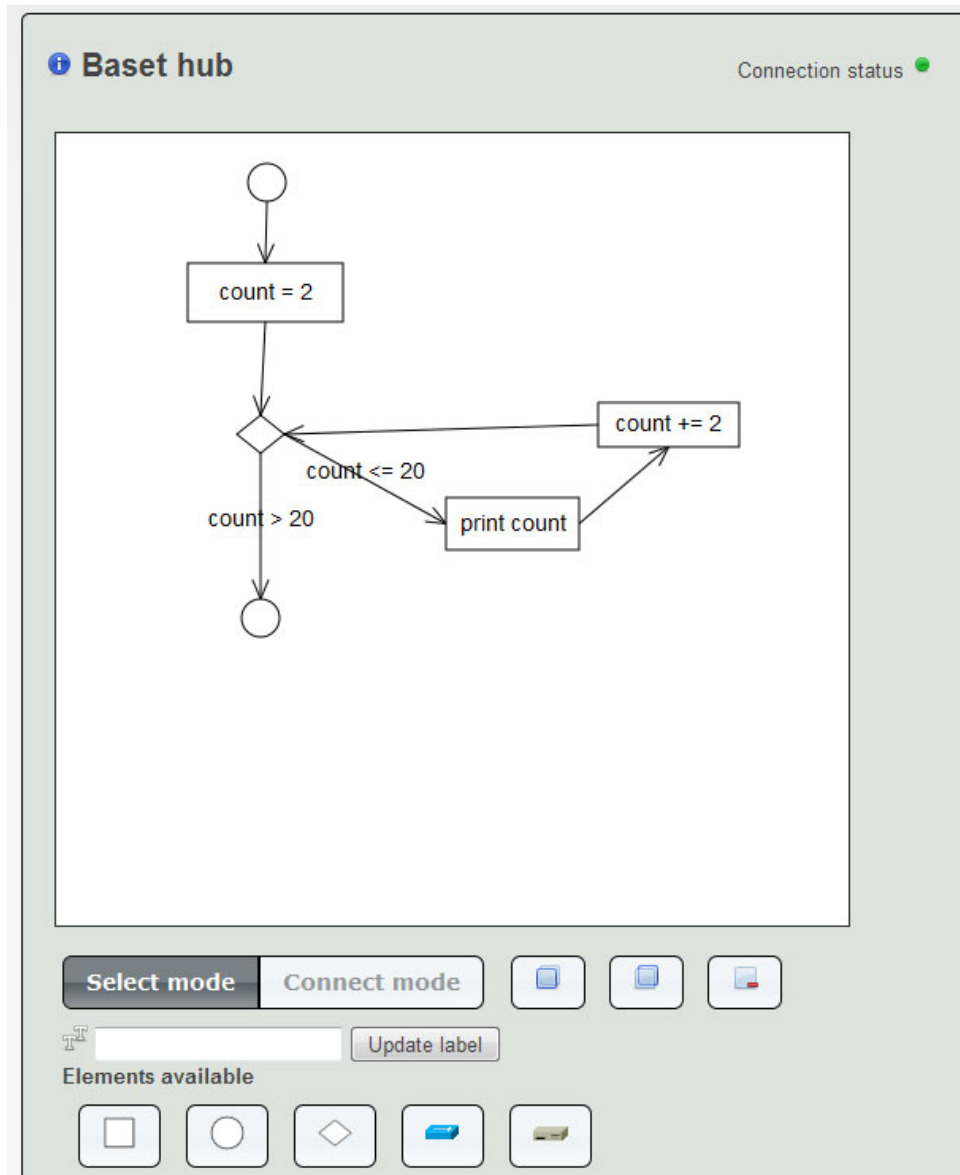 Baset hub
Connection status
count = 2
count += 2
count <= 20
count > 20
print count
Select mode
Connect mode
Update label
Elements available